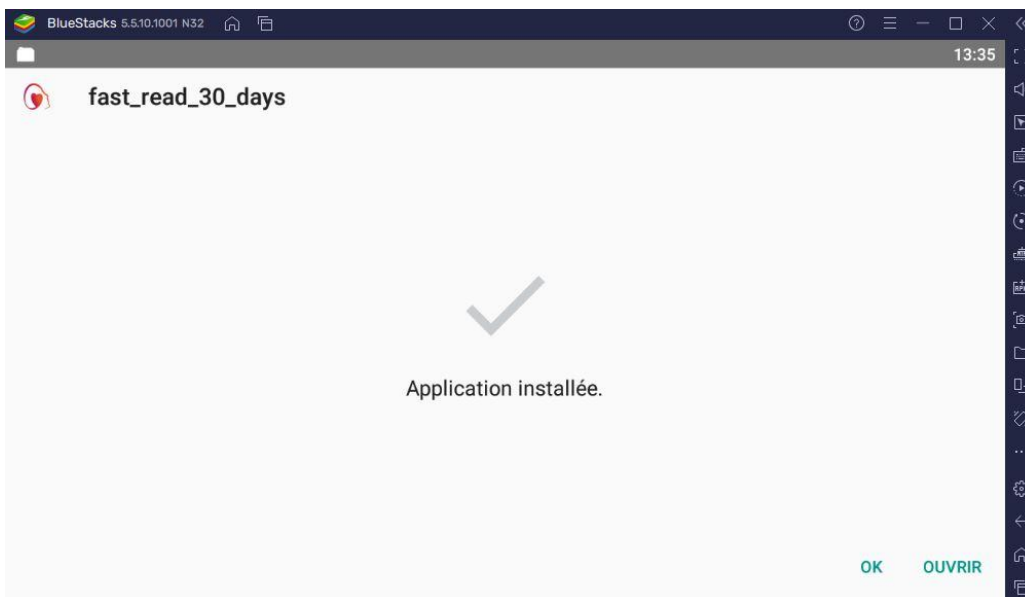 BlueStacks 5.5.10.1001 N32
13:35
fast_read_30_days
Application installée.
OK OUVRIR